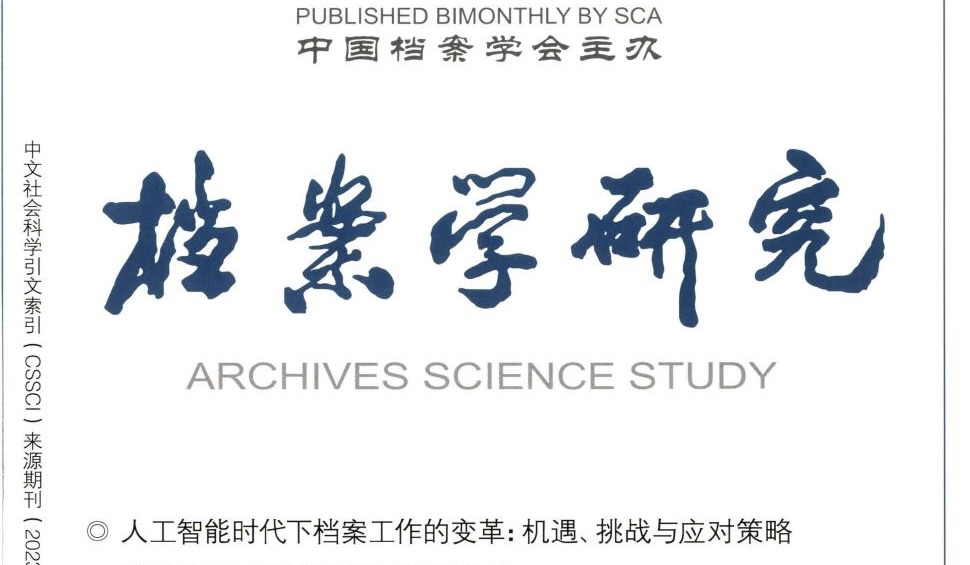 PUBLISHED BIMONTHLY BY SCA
中国档案学会主办
档案学研究
ARCHIVES SCIENCE STUDY
中文社会科学引文索引(CSSCI)来源期刊(2023
◎ 人工智能时代下档案工作的变革:机遇、挑战与应对策略